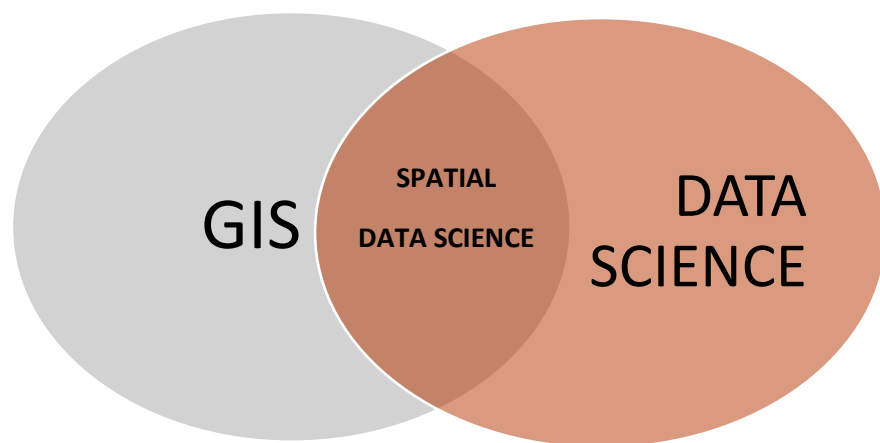 GIS
SPATIAL
DATA SCIENCE
DATA
SCIENCE